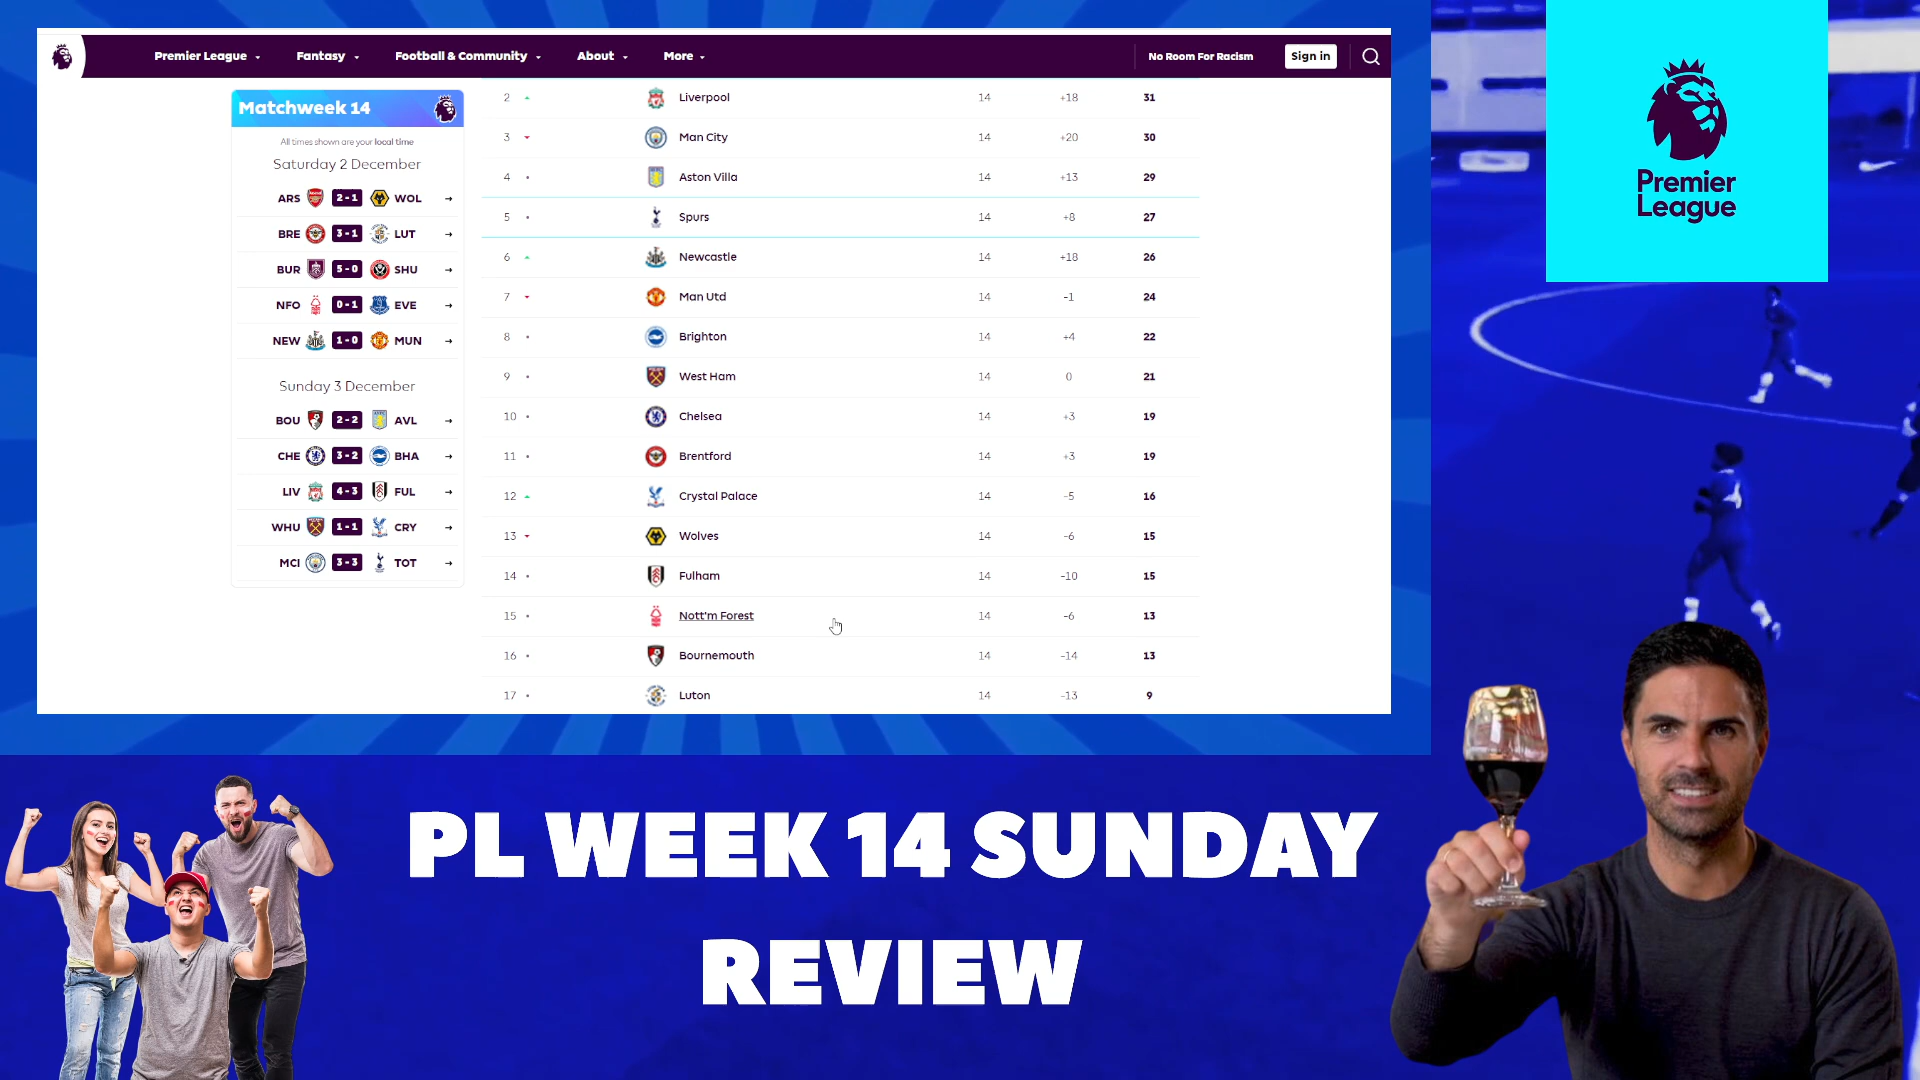 Premier League
Fantasy
Football & Community
About
More
No Room For Racism
Sign in
Matchweek 14
All times shown are your local time
Saturday 2 December
ARS 2 - 1 WOL
BRE 3 - 1 LUT
BUR 5 - 0 SHU
NFO 0 - 1 EVE
NEW 1 - 0 MUN
Sunday 3 December
BOU 2 - 2 AVL
CHE 3 - 2 BHA
LIV 4 - 3 FUL
WHU 1 - 1 CRY
MCI 3 - 3 TOT
2 Liverpool 14 +18 31
3 Man City 14 +20 30
4 Aston Villa 14 +13 29
5 Spurs 14 +8 27
6 Newcastle 14 +18 26
7 Man Utd 14 -1 24
8 Brighton 14 +4 22
9 West Ham 14 0 21
10 Chelsea 14 +3 19
11 Brentford 14 +3 19
12 Crystal Palace 14 -5 16
13 Wolves 14 -6 15
14 Fulham 14 -10 15
15 Nott'm Forest 14 -6 13
16 Bournemouth 14 -14 13
17 Luton 14 -13 9
Premier
League
PL WEEK 14 SUNDAY
REVIEW